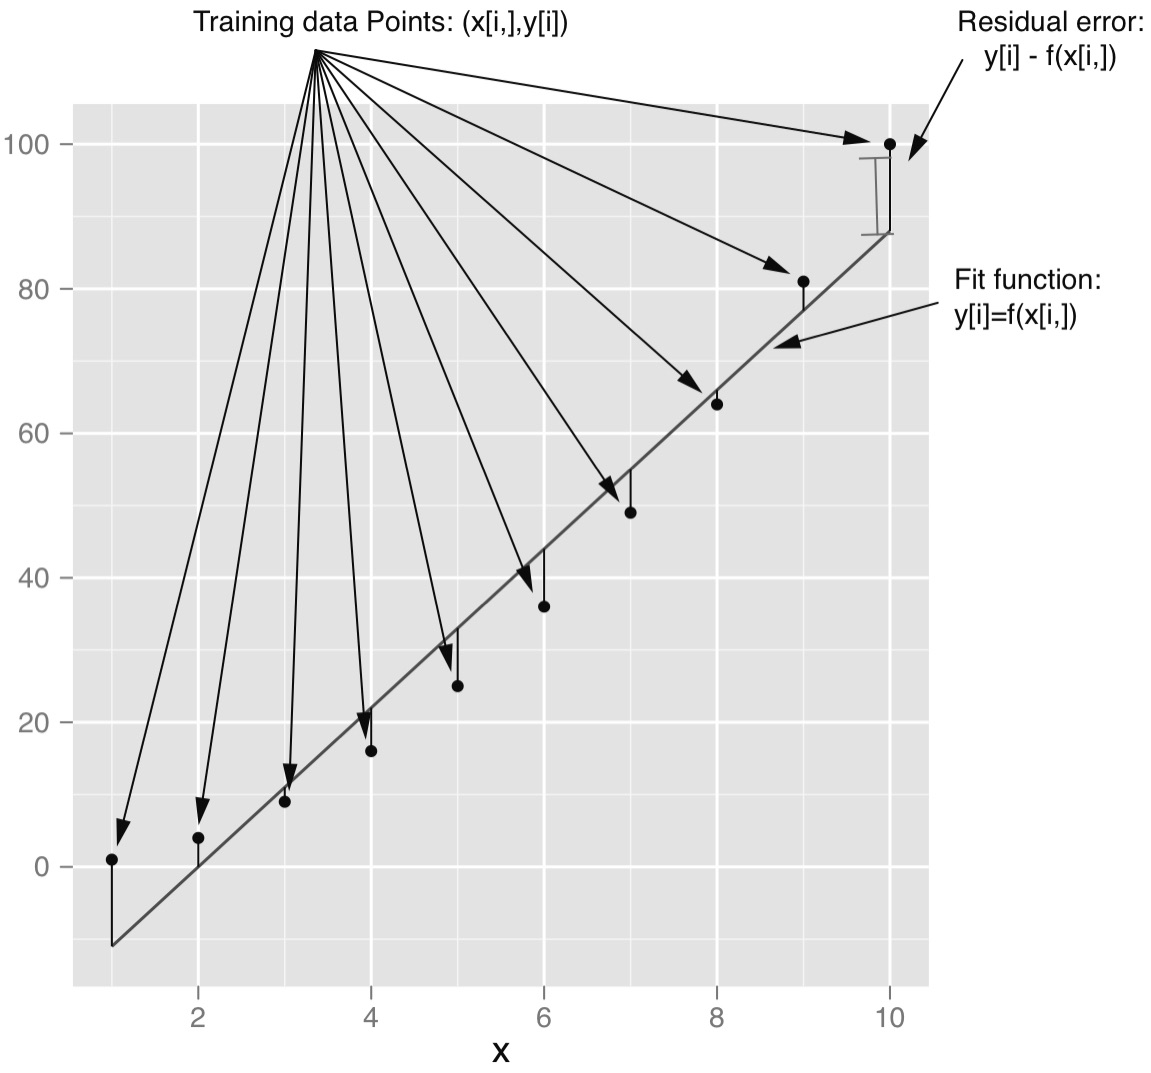 Training data Points: (x[i,],y[i])
Residual error:
y[i] - f(x[i,])
Fit function:
y[i]=f(x[i,])
100
80
60
40
20
0
2 4 6 8 10
x